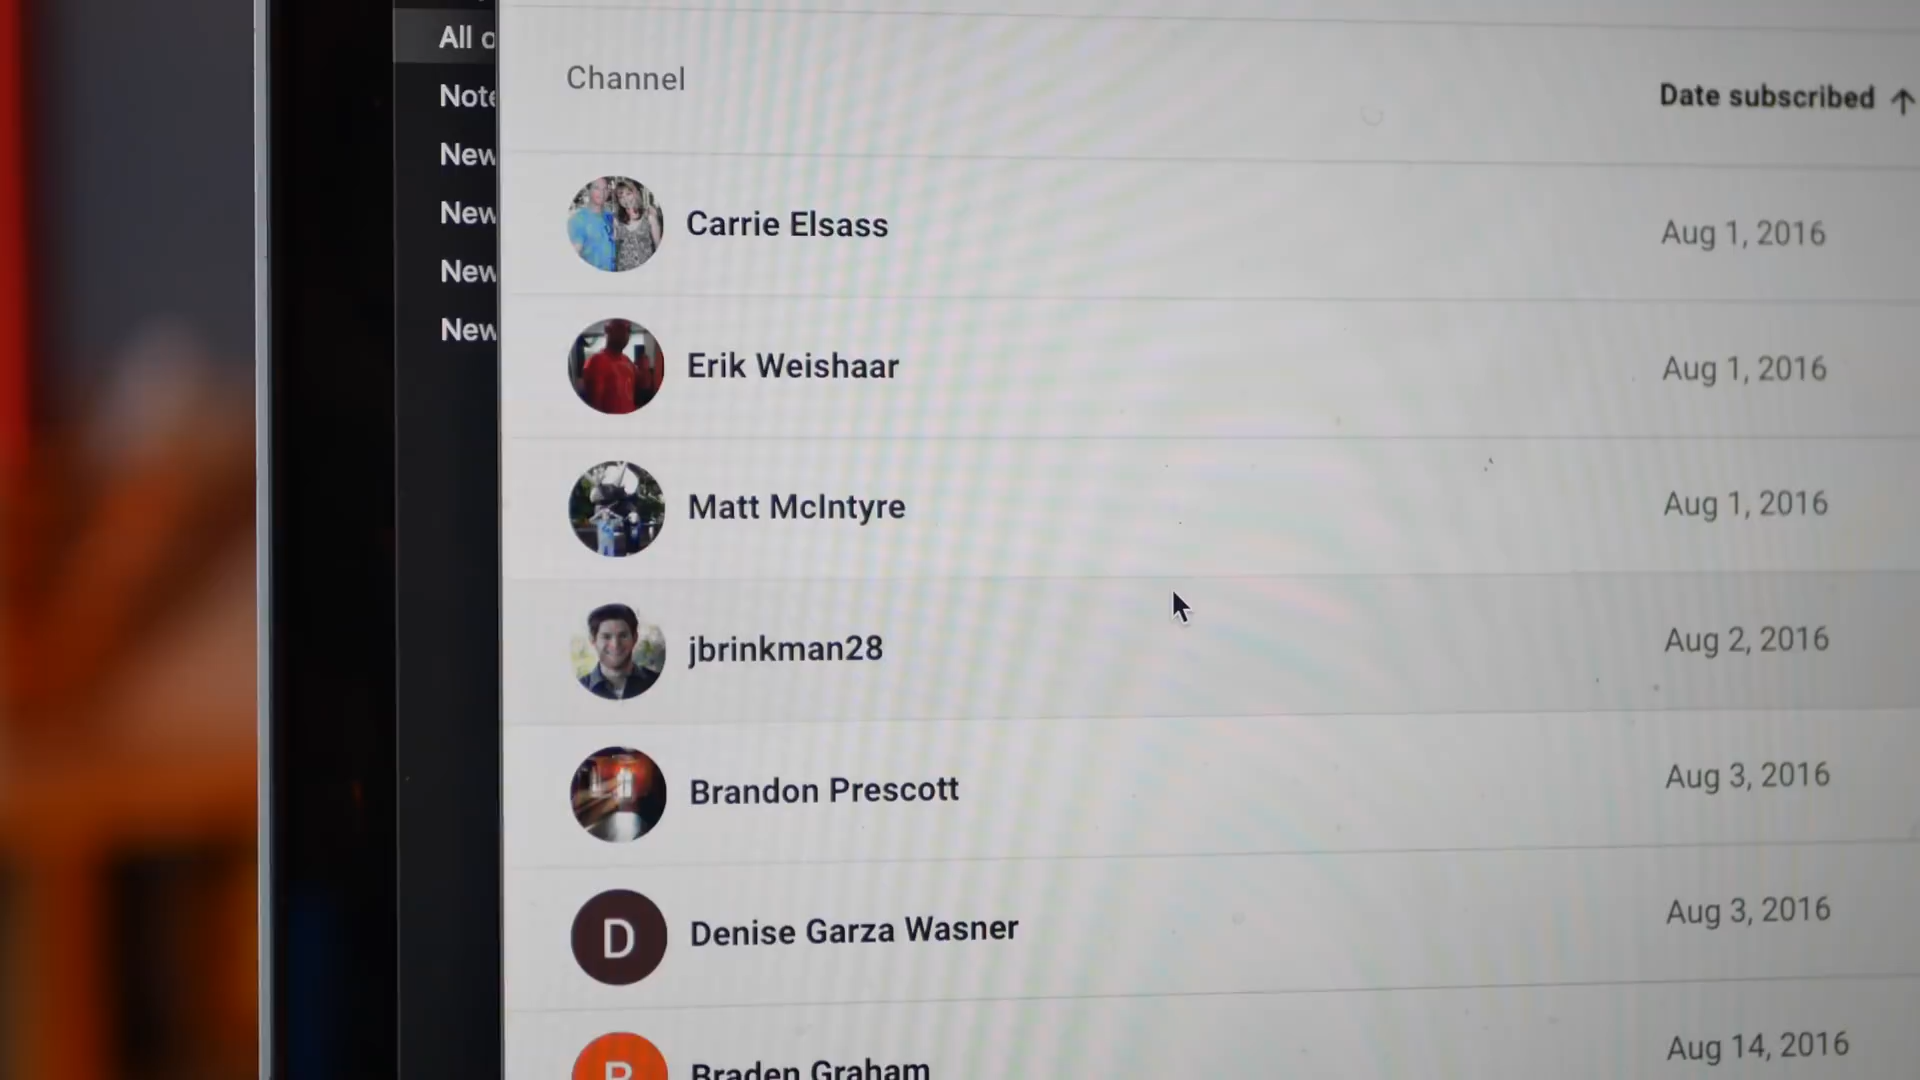 All
Note
New
New
New
New
Channel
Date subscribed
Carrie Elsass
Aug 1, 2016
Erik Weishaar
Aug 1, 2016
Matt McIntyre
Aug 1, 2016
jbrinkman28
Aug 2, 2016
Brandon Prescott
Aug 3, 2016
D
Denise Garza Wasner
Aug 3, 2016
Braden Graham
Aug 14, 2016